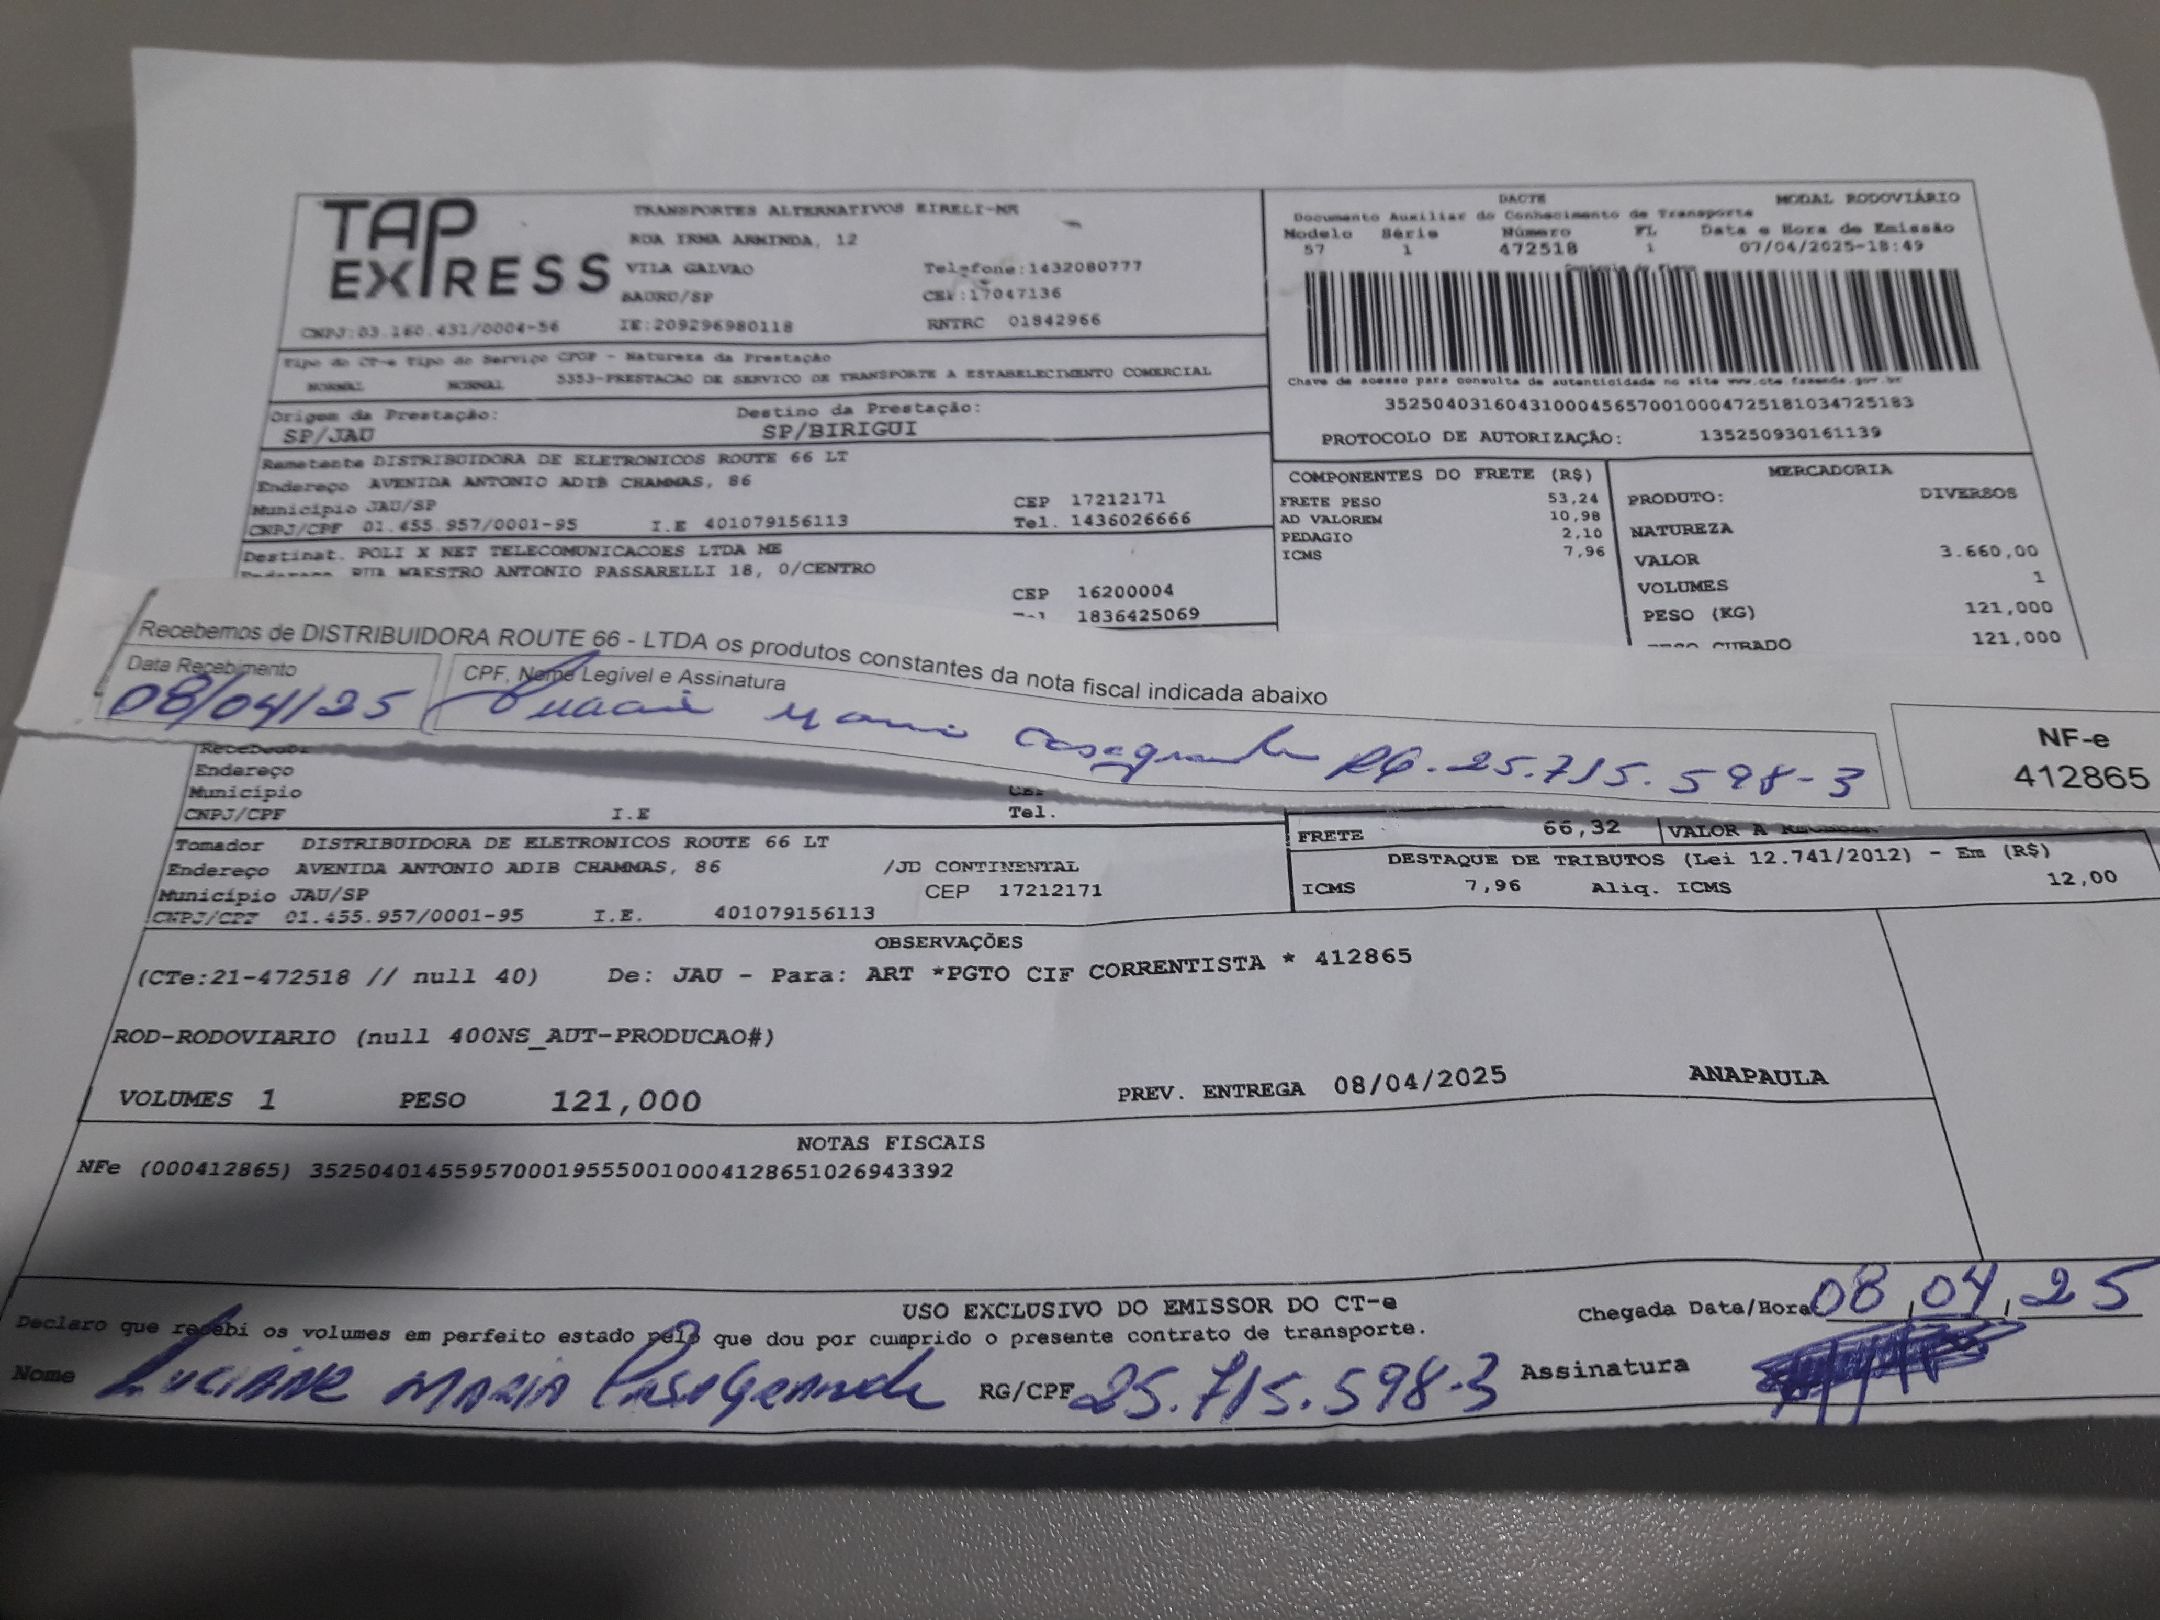 TAP
EXPRESS
TRANSPORTES ALTERNATIVOS EIRELI-NR
RUA IRMA ARMINDA, 12
VILA GALVAO Telefone:1432080777
BAURU/SP CEP:17047136
CNPJ:03.160.431/0004-56 IE:209296980118 RNTRC 01842966
DACTE MODAL RODOVIÁRIO
Documento Auxiliar do Conhecimento de Transporte
Modelo Série Número FL Data e Hora de Emissão
57 1 472518 1 07/04/2025-18:49
Chave de acesso para consulta de autenticidade no site www.cte.fazenda.gov.br
35250403160431000456570010004725181034725183
PROTOCOLO DE AUTORIZAÇÃO: 135250930161139
Tipo do CT-e Tipo do Serviço CFOP - Natureza da Prestação
NORMAL NORMAL 5353-PRESTACAO DE SERVICO DE TRANSPORTE A ESTABELECIMENTO COMERCIAL
Origem da Prestação: Destino da Prestação:
SP/JAU SP/BIRIGUI
Remetente DISTRIBUIDORA DE ELETRONICOS ROUTE 66 LT
Endereço AVENIDA ANTONIO ADIB CHAMMAS, 86
Município JAU/SP CEP 17212171
CNPJ/CPF 01.455.957/0001-95 I.E 401079156113 Tel. 1436026666
Destinat. POLI X NET TELECOMUNICACOES LTDA ME
Endereço RUA MAESTRO ANTONIO PASSARELLI 18, 0/CENTRO
CEP 16200004
1836425069
COMPONENTES DO FRETE (R$)
FRETE PESO 53,24
AD VALOREM 10,98
PEDAGIO 2,10
ICMS 7,96
MERCADORIA
PRODUTO: DIVERSOS
NATUREZA
VALOR 3.660,00
VOLUMES 1
PESO (KG) 121,000
PESO CUBADO 121,000
Recebemos de DISTRIBUIDORA ROUTE 66 - LTDA os produtos constantes da nota fiscal indicada abaixo
Data Recebimento CPF, Nome Legível e Assinatura
08/04/25 Luciane Maria Casagrande RG.25.715.598-3
NF-e
412865
Recebedor
Endereço
Município CEP
CNPJ/CPF I.E Tel.
FRETE 66,32 VALOR A RECEBER
Tomador DISTRIBUIDORA DE ELETRONICOS ROUTE 66 LT
Endereço AVENIDA ANTONIO ADIB CHAMMAS, 86 /JD CONTINENTAL
Município JAU/SP CEP 17212171
CNPJ/CPF 01.455.957/0001-95 I.E. 401079156113
DESTAQUE DE TRIBUTOS (Lei 12.741/2012) - Em (R$)
ICMS 7,96 Aliq. ICMS 12,00
OBSERVAÇÕES
(CTe:21-472518 // null 40) De: JAU - Para: ART *PGTO CIF CORRENTISTA * 412865
ROD-RODOVIARIO (null 400NS_AUT-PRODUCAO#)
VOLUMES 1 PESO 121,000 PREV. ENTREGA 08/04/2025 ANAPAULA
NOTAS FISCAIS
NFe (000412865) 35250401455957000195550010004128651026943392
USO EXCLUSIVO DO EMISSOR DO CT-e
Declaro que recebi os volumes em perfeito estado pelo que dou por cumprido o presente contrato de transporte.
Chegada Data/Hora 08,04,25
Nome Luciane Maria Casagrande RG/CPF 25.715.598-3 Assinatura